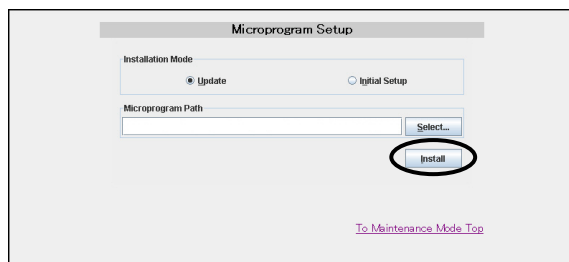 Microprogram Setup
Installation Mode
Update
Initial Setup
Microprogram Path
Select...
Install
To Maintenance Mode Top